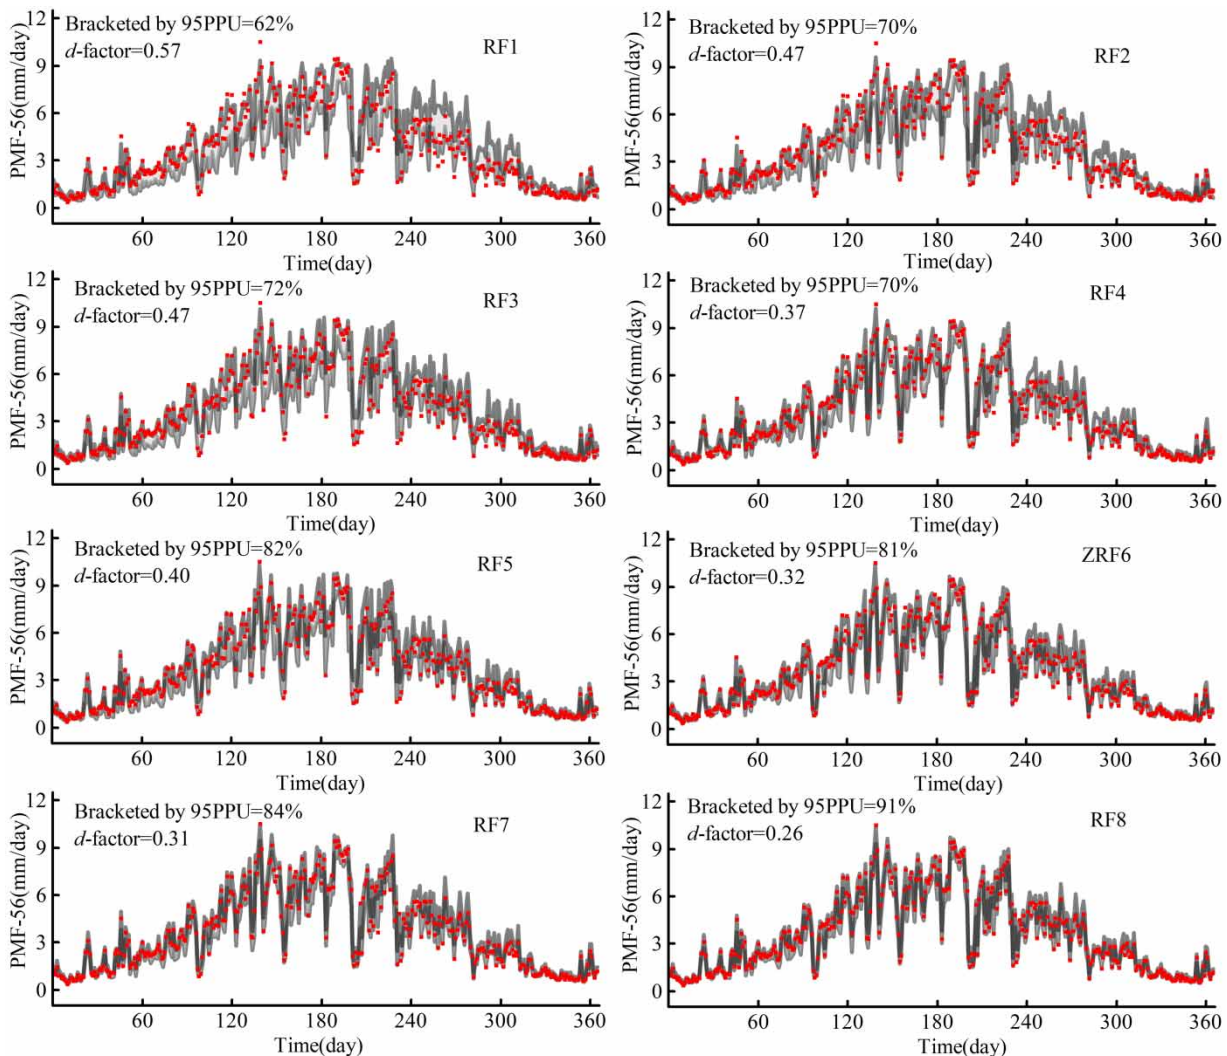 Bracketed by 95PPU=62%
d-factor=0.57
RF1
PMF-56(mm/day)
12
9
6
3
0
60 120 180 240 300 360
Time(day)
Bracketed by 95PPU=70%
d-factor=0.47
RF2
PMF-56(mm/day)
12
9
6
3
0
60 120 180 240 300 360
Time(day)
Bracketed by 95PPU=72%
d-factor=0.47
RF3
PMF-56(mm/day)
12
9
6
3
0
60 120 180 240 300 360
Time(day)
Bracketed by 95PPU=70%
d-factor=0.37
RF4
PMF-56(mm/day)
12
9
6
3
0
60 120 180 240 300 360
Time(day)
Bracketed by 95PPU=82%
d-factor=0.40
RF5
PMF-56(mm/day)
12
9
6
3
0
60 120 180 240 300 360
Time(day)
Bracketed by 95PPU=81%
d-factor=0.32
ZRF6
PMF-56(mm/day)
12
9
6
3
0
60 120 180 240 300 360
Time(day)
Bracketed by 95PPU=84%
d-factor=0.31
RF7
PMF-56(mm/day)
12
9
6
3
0
60 120 180 240 300 360
Time(day)
Bracketed by 95PPU=91%
d-factor=0.26
RF8
PMF-56(mm/day)
12
9
6
3
0
60 120 180 240 300 360
Time(day)